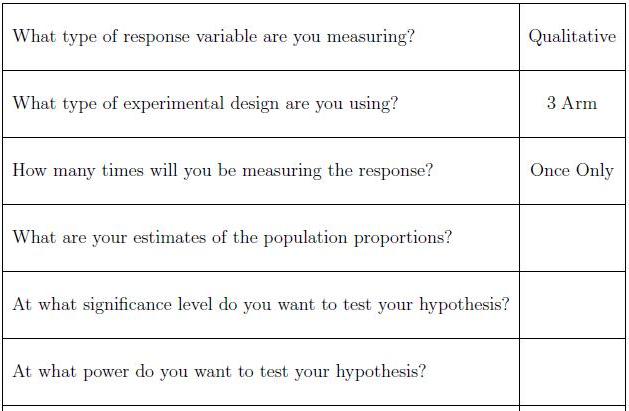 What type of response variable are you measuring? Qualitative
What type of experimental design are you using? 3 Arm
How many times will you be measuring the response? Once Only
What are your estimates of the population proportions?
At what significance level do you want to test your hypothesis?
At what power do you want to test your hypothesis?